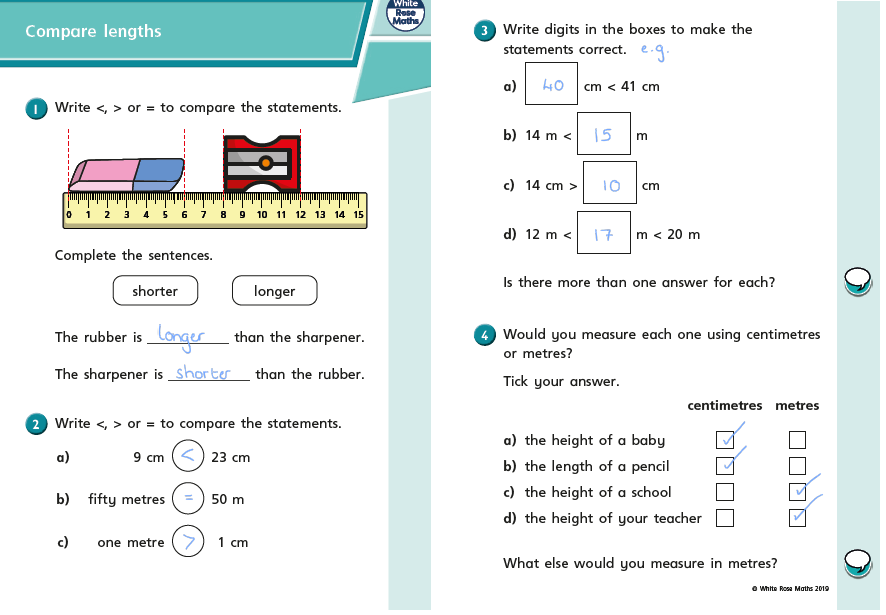 Compare lengths
White
Rose
Maths
1 Write <, > or = to compare the statements.
0 1 2 3 4 5 6 7 8 9 10 11 12 13 14 15
Complete the sentences.
shorter longer
The rubber is longer than the sharpener.
The sharpener is shorter than the rubber.
2 Write <, > or = to compare the statements.
a) 9 cm < 23 cm
b) fifty metres = 50 m
c) one metre > 1 cm
3 Write digits in the boxes to make the
statements correct. e.g.
a) 40 cm < 41 cm
b) 14 m < 15 m
c) 14 cm > 10 cm
d) 12 m < 17 m < 20 m
Is there more than one answer for each?
4 Would you measure each one using centimetres
or metres?
Tick your answer.
centimetres metres
a) the height of a baby
b) the length of a pencil
c) the height of a school
d) the height of your teacher
What else would you measure in metres?
© White Rose Maths 2019